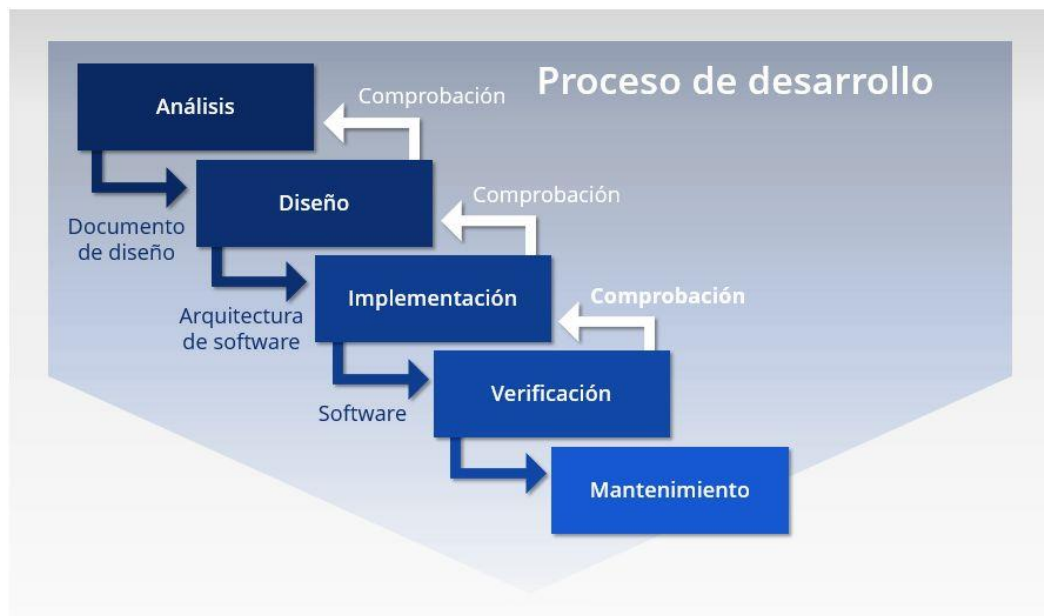 Proceso de desarrollo
Análisis
Comprobación
Diseño
Comprobación
Documento
de diseño
Implementación
Comprobación
Arquitectura
de software
Verificación
Software
Mantenimiento